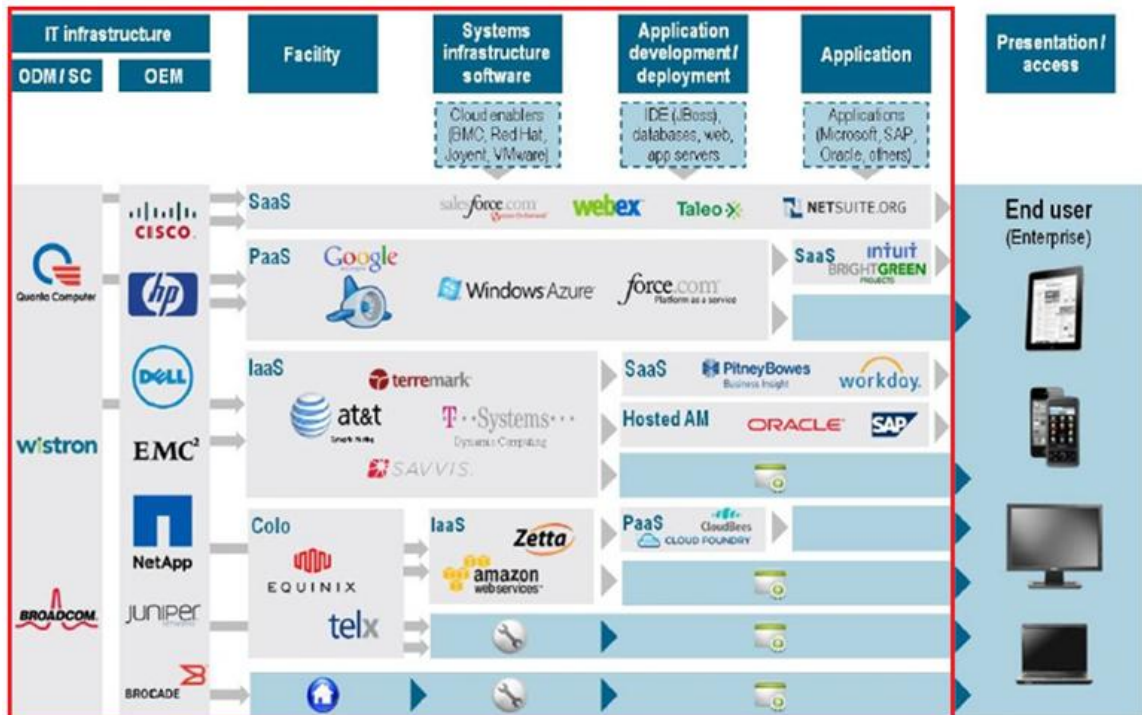 IT infrastructure
ODM / SC
OEM
Facility
Systems
infrastructure
software
Application
development /
deployment
Application
Presentation /
access
Cloud enablers
(BMC, Red Hat,
Joyent, VMware)
IDE (JBoss),
databases, web,
app servers
Applications
(Microsoft, SAP,
Oracle, others)
Quanta Computer
wistron
BROADCOM
CISCO
hp
DELL
EMC²
NetApp
JUNIPER
BROCADE
SaaS
salesforce.com
webex
Taleo
NETSUITE.ORG
PaaS
Google
Windows Azure
force.com
Platform as a service
SaaS
intuit
BRIGHTGREEN
PROJECTS
IaaS
terremark
at&t
T··Systems···
Dynamic Computing
SAVVIS
SaaS
PitneyBowes
Business Insight
workday
Hosted AM
ORACLE
SAP
Colo
EQUINIX
telx
IaaS
Zetta
amazon
webservices
PaaS
CloudBees
CLOUD FOUNDRY
End user
(Enterprise)